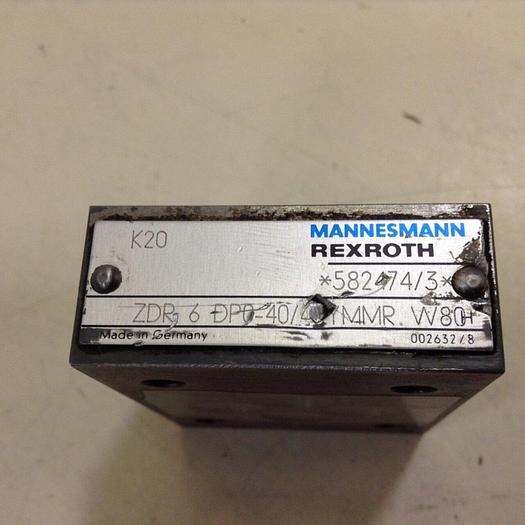 K20
MANNESMANN
REXROTH
*582474/3*
ZDR 6 DP0-40/4 YMMR W80
Made in Germany
002632/8